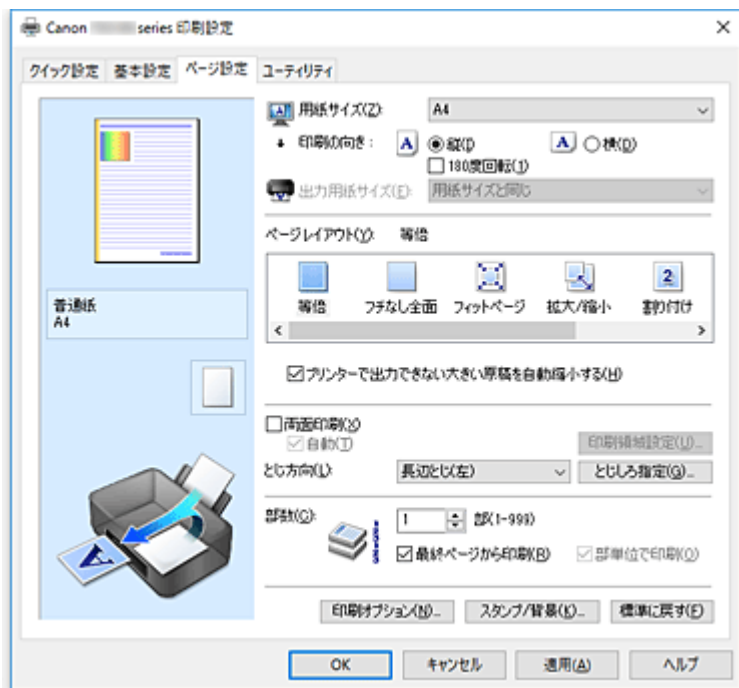 Canon series 印刷設定
クイック設定 基本設定 ページ設定 ユーティリティ
用紙サイズ(Z): A4
印刷の向き: A 縦(I) A 横(D)
180度回転(1)
出力用紙サイズ(E): 用紙サイズと同じ
ページレイアウト(Y): 等倍
2
等倍 フチなし全面 フィットページ 拡大/縮小 割り付け
普通紙
A4
プリンターで出力できない大きい原稿を自動縮小する(H)
両面印刷(X)
自動(T) 印刷領域設定(U)...
とじ方向(L): 長辺とじ(左) とじしろ指定(G)...
部数(C): 1 部(1-999)
最終ページから印刷(R) 部単位で印刷(O)
A
印刷オプション(N)... スタンプ/背景(K)... 標準に戻す(F)
OK キャンセル 適用(A) ヘルプ